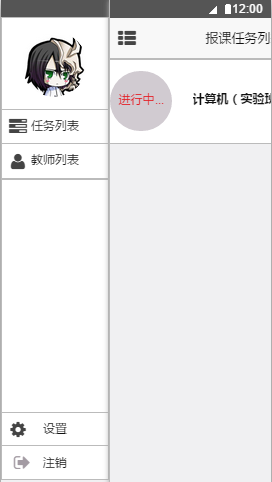 12:00
报课任务列
进行中...
计算机（实验班
任务列表
教师列表
设置
注销